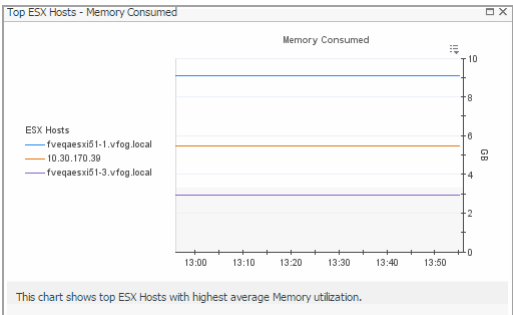 Top ESX Hosts - Memory Consumed
Memory Consumed
10
8
6
4
2
0
GB
ESX Hosts
fveqaesxi51-1.vfog.local
10.30.170.39
fveqaesxi51-3.vfog.local
13:00 13:10 13:20 13:30 13:40 13:50
This chart shows top ESX Hosts with highest average Memory utilization.